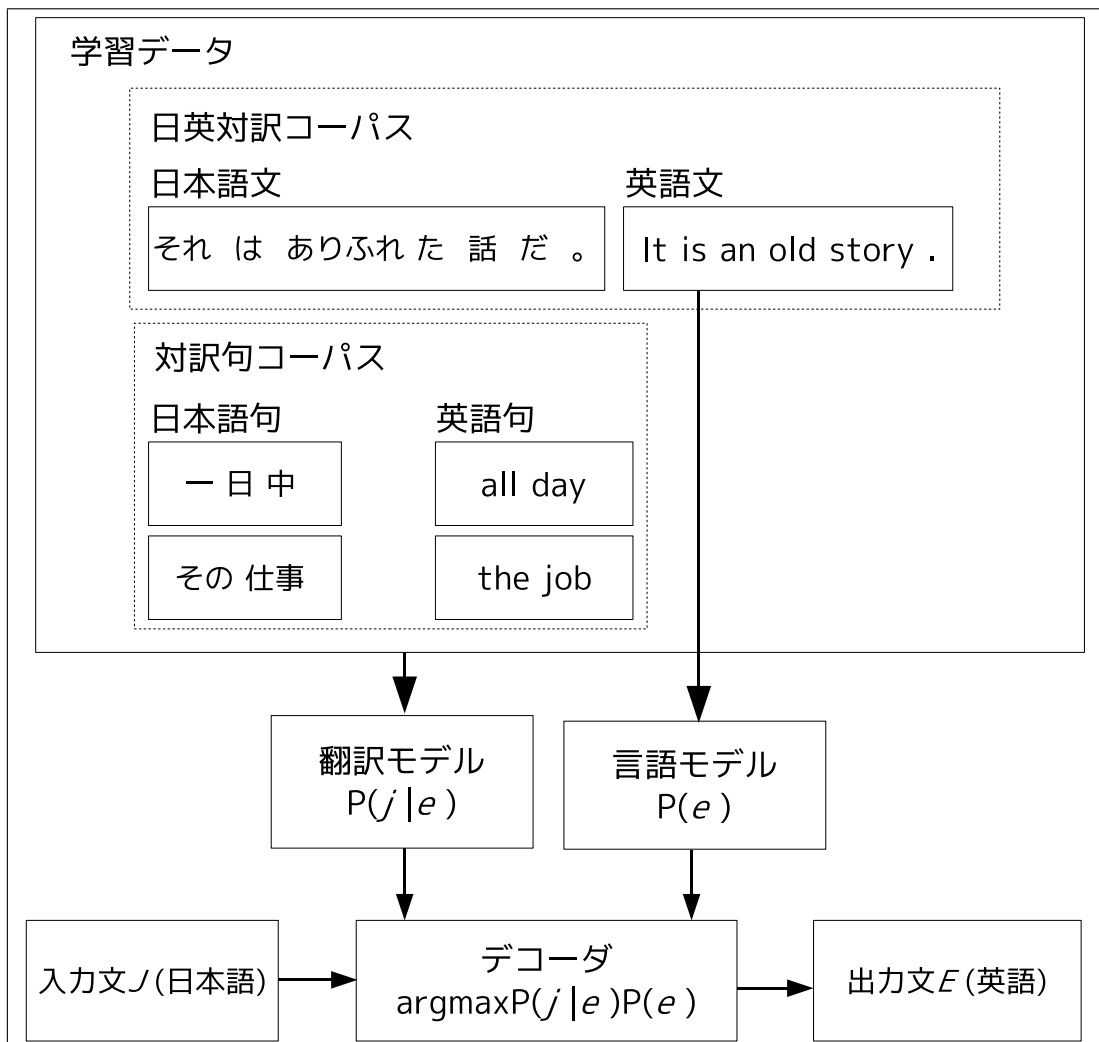 学習データ
日英対訳コーパス
日本語文
英語文
それ は ありふれ た 話 だ 。
It is an old story .
対訳句コーパス
日本語句
英語句
一 日 中
all day
その 仕事
the job
翻訳モデル
P(j|e)
言語モデル
P(e)
入力文J(日本語)
デコーダ
argmaxP(j|e)P(e)
出力文E(英語)